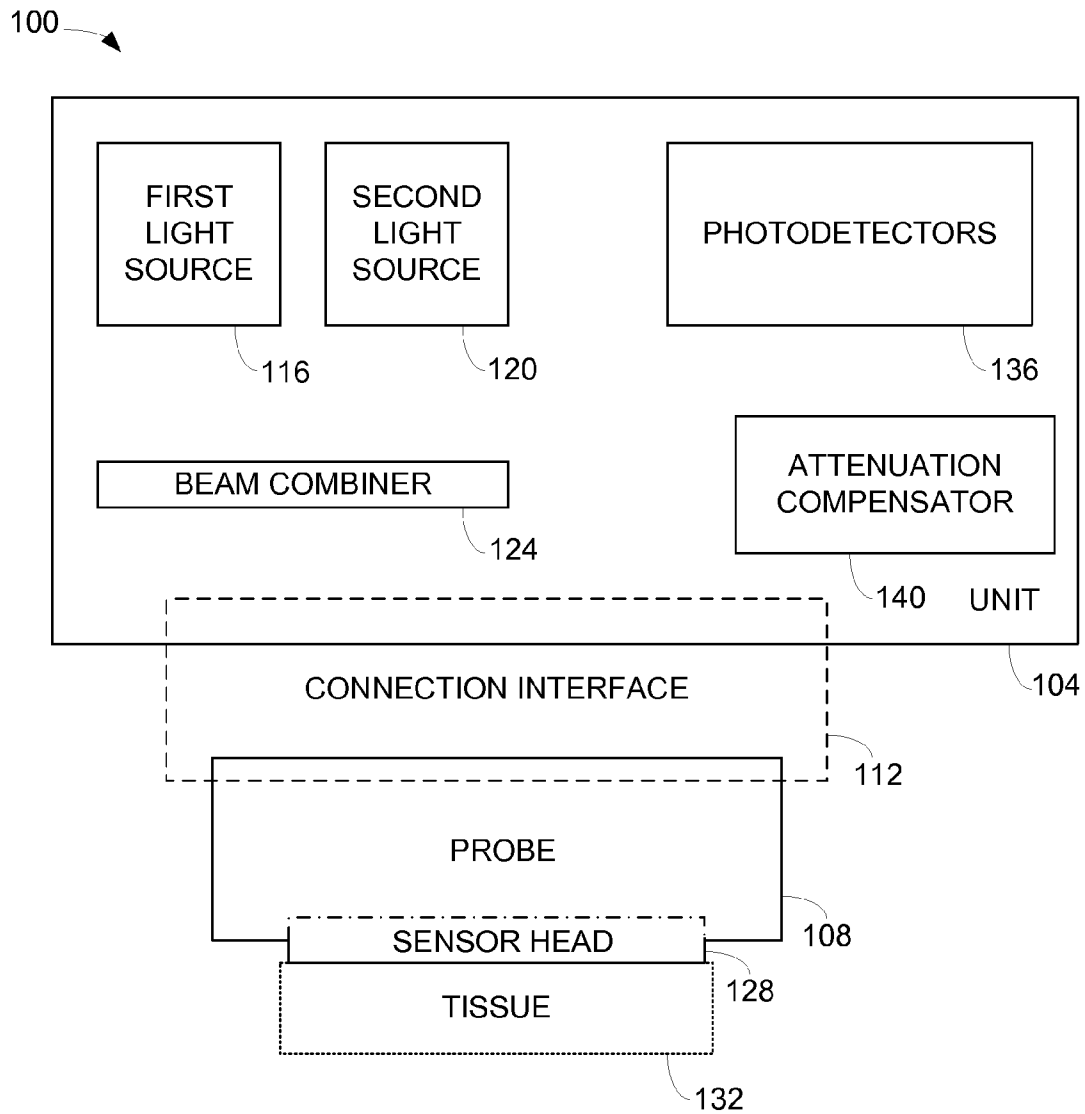 100
FIRST
LIGHT
SOURCE
SECOND
LIGHT
SOURCE
PHOTODETECTORS
116
120
136
BEAM COMBINER
124
ATTENUATION
COMPENSATOR
140
UNIT
104
CONNECTION INTERFACE
112
PROBE
108
SENSOR HEAD
128
TISSUE
132